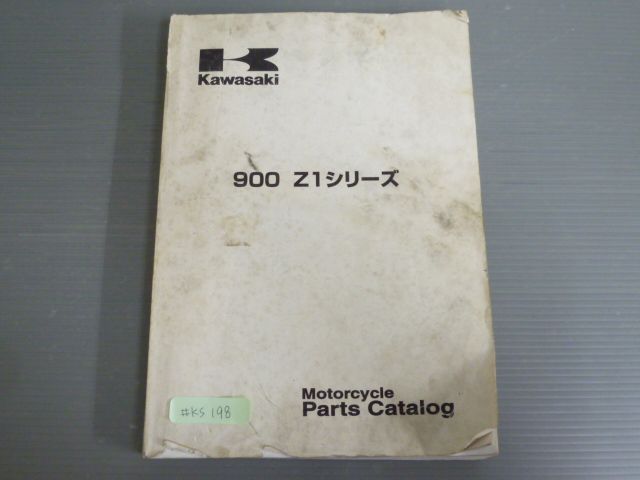 Kawasaki
900 Z1シリーズ
Motorcycle
Parts Catalog
#KS 198